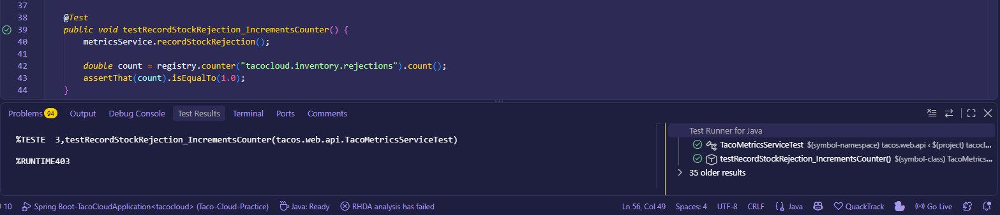 37
38 @Test
39 public void testRecordStockRejection_IncrementsCounter() {
40 metricsService.recordStockRejection();
41
42 double count = registry.counter("tacocloud.inventory.rejections").count();
43 assertThat(count).isEqualTo(1.0);
44 }
Problems 94 Output Debug Console Test Results Terminal Ports Comments
%TESTE 3,testRecordStockRejection_IncrementsCounter(tacos.web.api.TacoMetricsServiceTest)
%RUNTIME403
Test Runner for Java
TacoMetricsServiceTest $(symbol-namespace) tacos.web.api ‹ $(project) tacocl...
testRecordStockRejection_IncrementsCounter() $(symbol-class) TacoMetrics...
35 older results
10 Spring Boot-TacoCloudApplication<tacocloud> (Taco-Cloud-Practice) Java: Ready RHDA analysis has failed Ln 56, Col 49 Spaces: 4 UTF-8 CRLF Java QuackTrack Go Live